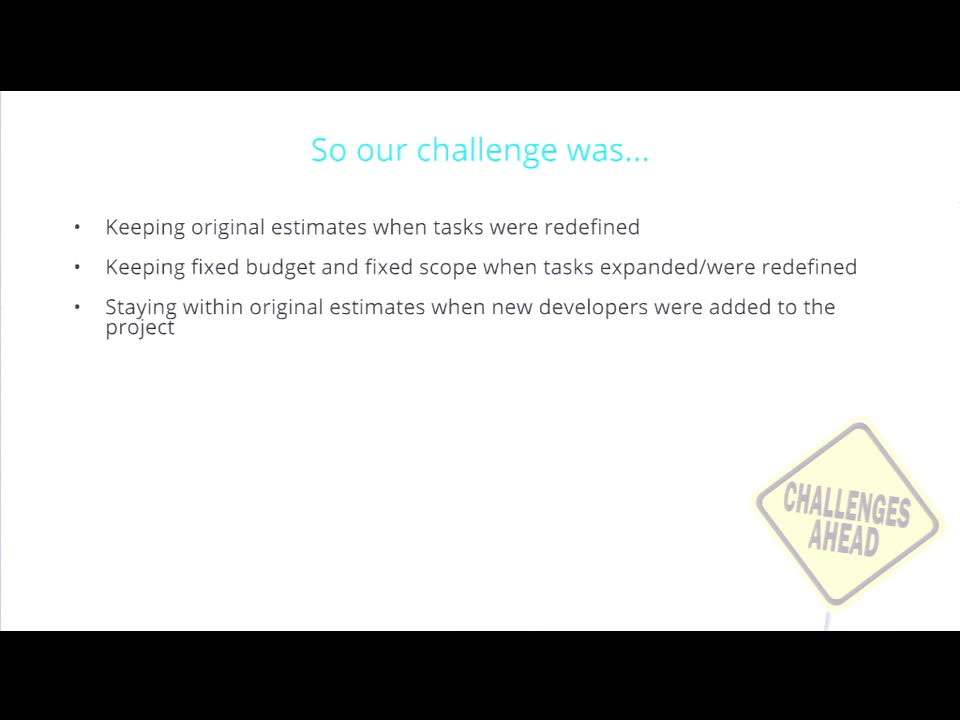 So our challenge was...
• Keeping original estimates when tasks were redefined
• Keeping fixed budget and fixed scope when tasks expanded/were redefined
• Staying within original estimates when new developers were added to the
project
CHALLENGES
AHEAD